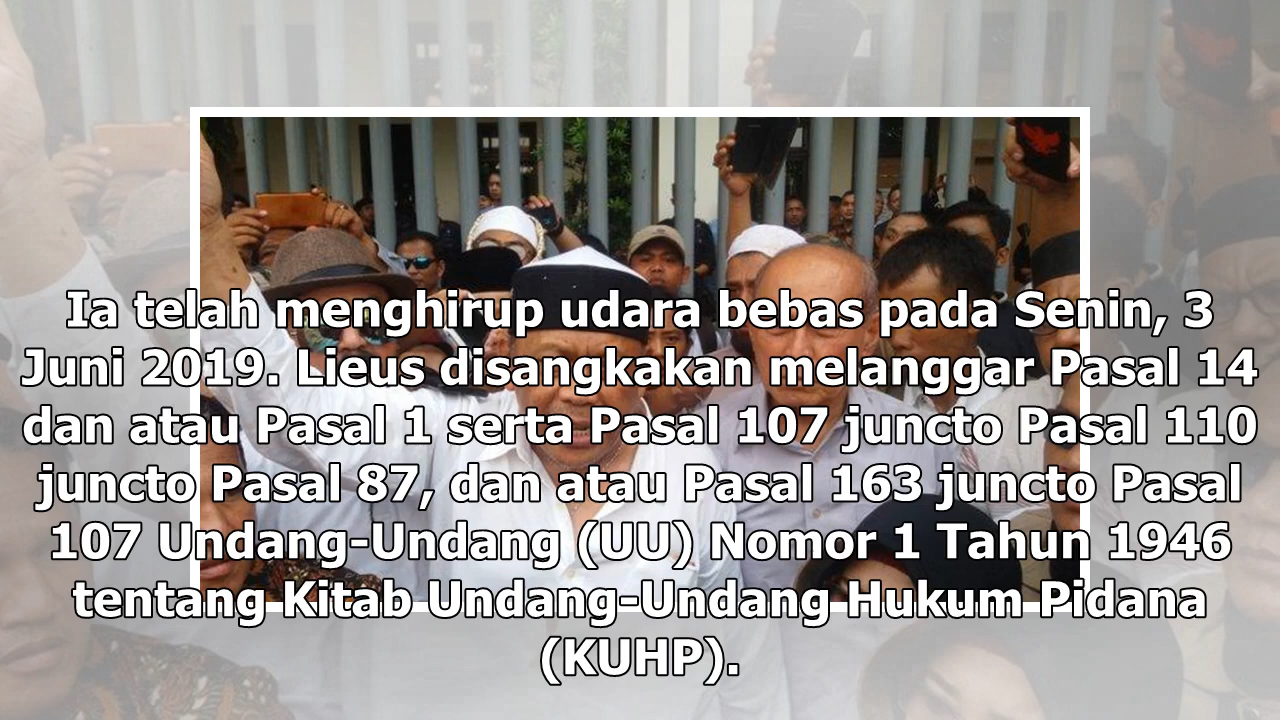 Ia telah menghirup udara bebas pada Senin, 3
Juni 2019. Lieus disangkakan melanggar Pasal 14
dan atau Pasal 1 serta Pasal 107 juncto Pasal 110
juncto Pasal 87, dan atau Pasal 163 juncto Pasal
107 Undang-Undang (UU) Nomor 1 Tahun 1946
tentang Kitab Undang-Undang Hukum Pidana
(KUHP).